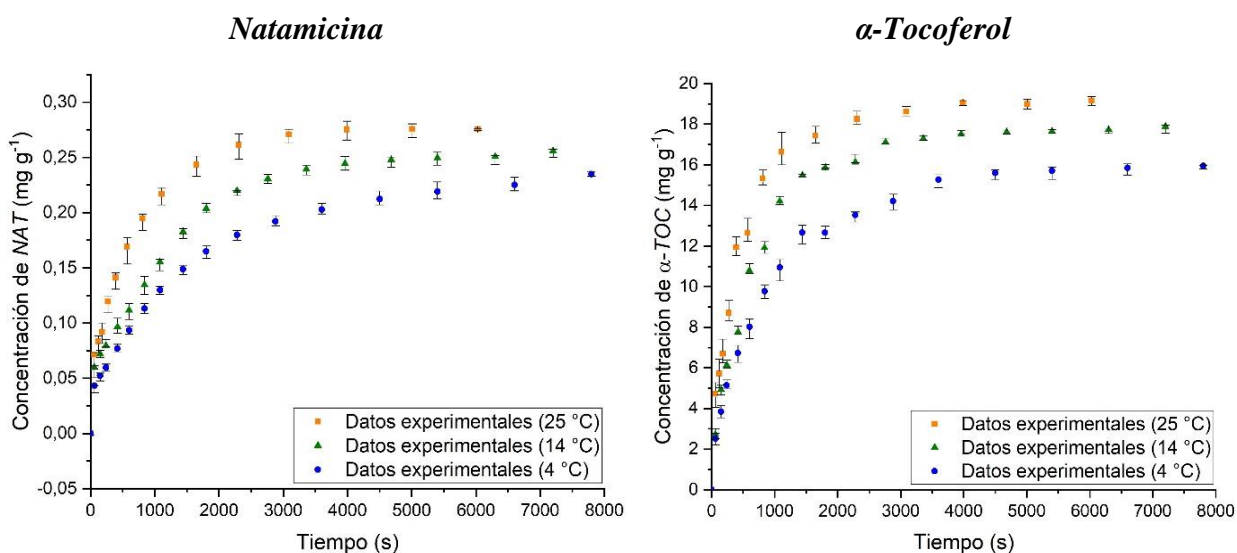 Natamicina
Concentración de NAT (mg g-1)
0,30
0,25
0,20
0,15
0,10
0,05
0,00
-0,05
Datos experimentales (25 °C)
Datos experimentales (14 °C)
Datos experimentales (4 °C)
0 1000 2000 3000 4000 5000 6000 7000 8000
Tiempo (s)
α-Tocoferol
Concentración de α-TOC (mg g-1)
20
18
16
14
12
10
8
6
4
2
0
Datos experimentales (25 °C)
Datos experimentales (14 °C)
Datos experimentales (4 °C)
0 1000 2000 3000 4000 5000 6000 7000 8000
Tiempo (s)